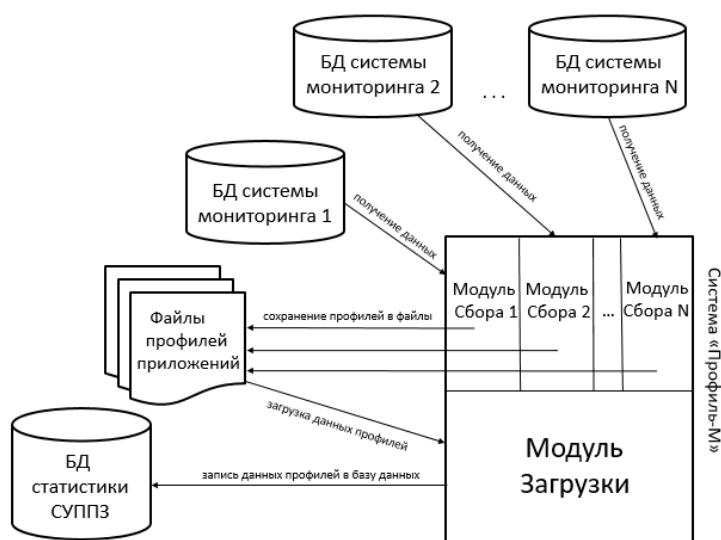 БД системы
мониторинга 2
...
БД системы
мониторинга N
БД системы
мониторинга 1
получение данных
получение данных
получение данных
Модуль
Сбора 1
Модуль
Сбора 2
...
Модуль
Сбора N
Система «Профиль-М»
Файлы
профилей
приложений
сохранение профилей в файлы
загрузка данных профилей
Модуль
Загрузки
БД
статистики
СУППЗ
запись данных профилей в базу данных